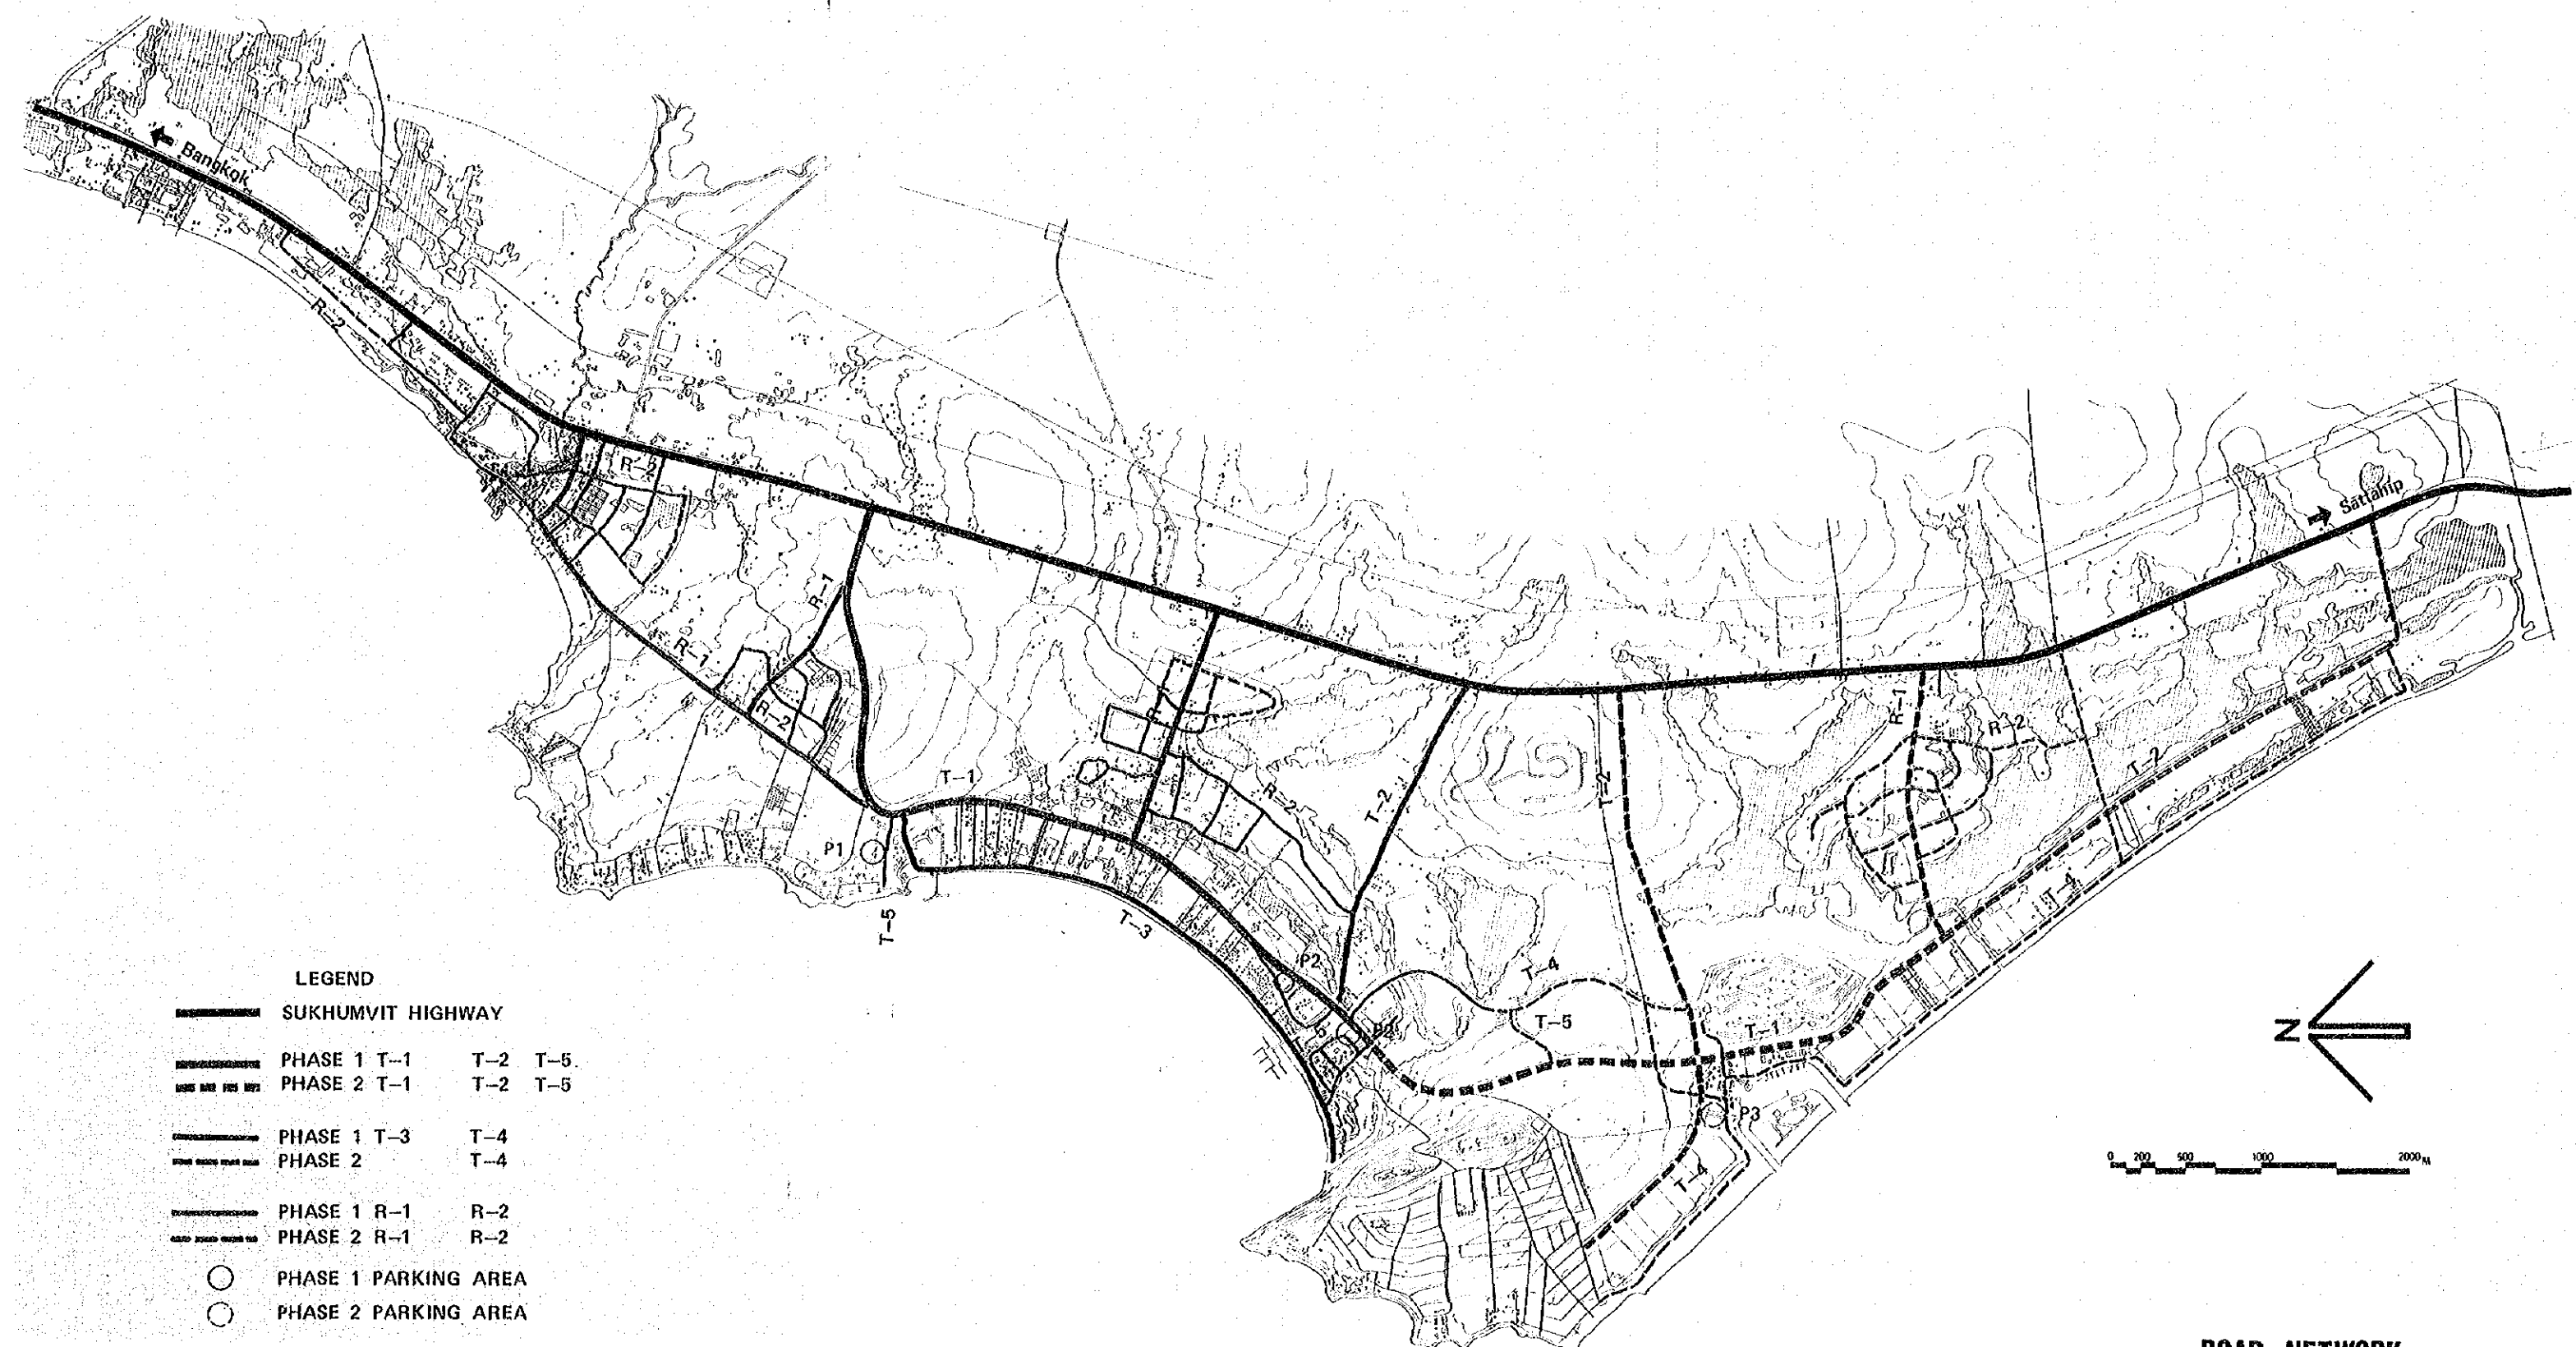 Bangkok
R-2
R-2
Sattahip
R-1
R-1
R-1
R-2
R-2
T-2
T-2
T-2
T-1
R-2
P1
T-5
T-3
P2
T-4
T-4
T-5
T-1
P3
T-4
N
0 200 500 1000 2000 M
LEGEND
SUKHUMVIT HIGHWAY
PHASE 1 T-1 T-2 T-5.
PHASE 2 T-1 T-2 T-5
PHASE 1 T-3 T-4
PHASE 2 T-4
PHASE 1 R-1 R-2
PHASE 2 R-1 R-2
PHASE 1 PARKING AREA
PHASE 2 PARKING AREA
ROAD NETWORK